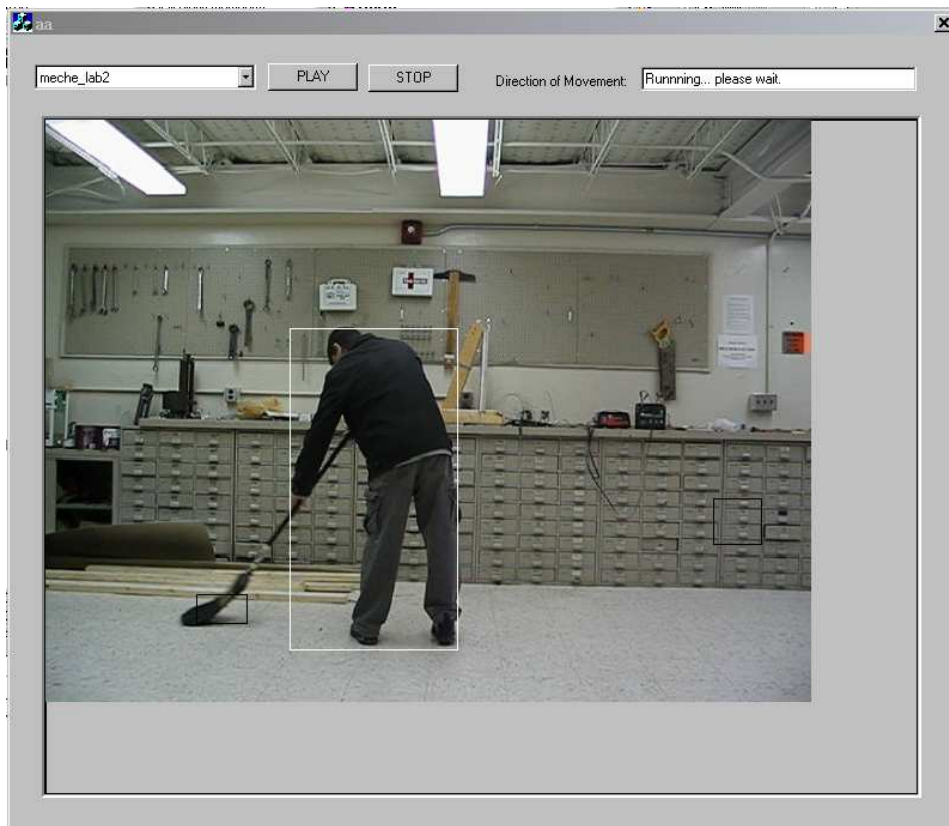 aa
meche_lab2
PLAY
STOP
Direction of Movement:
Runnning... please wait.